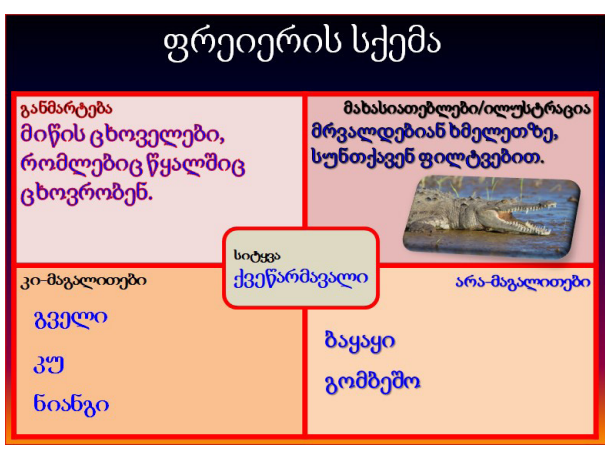 ფრეიერის სქემა
განმარტება
მიწის ცხოველები,
რომლებიც წყალშიც
ცხოვრობენ.
მახასიათებლები/ილუსტრაცია
მრვალდებიან ხმელეთზე,
სუნთქავენ ფილტვებით.
სიტყვა
ქვეწარმავალი
კი-მაგალითები
გველი
კუ
ნიანგი
არა-მაგალითები
ბაყაყი
გომბეშო